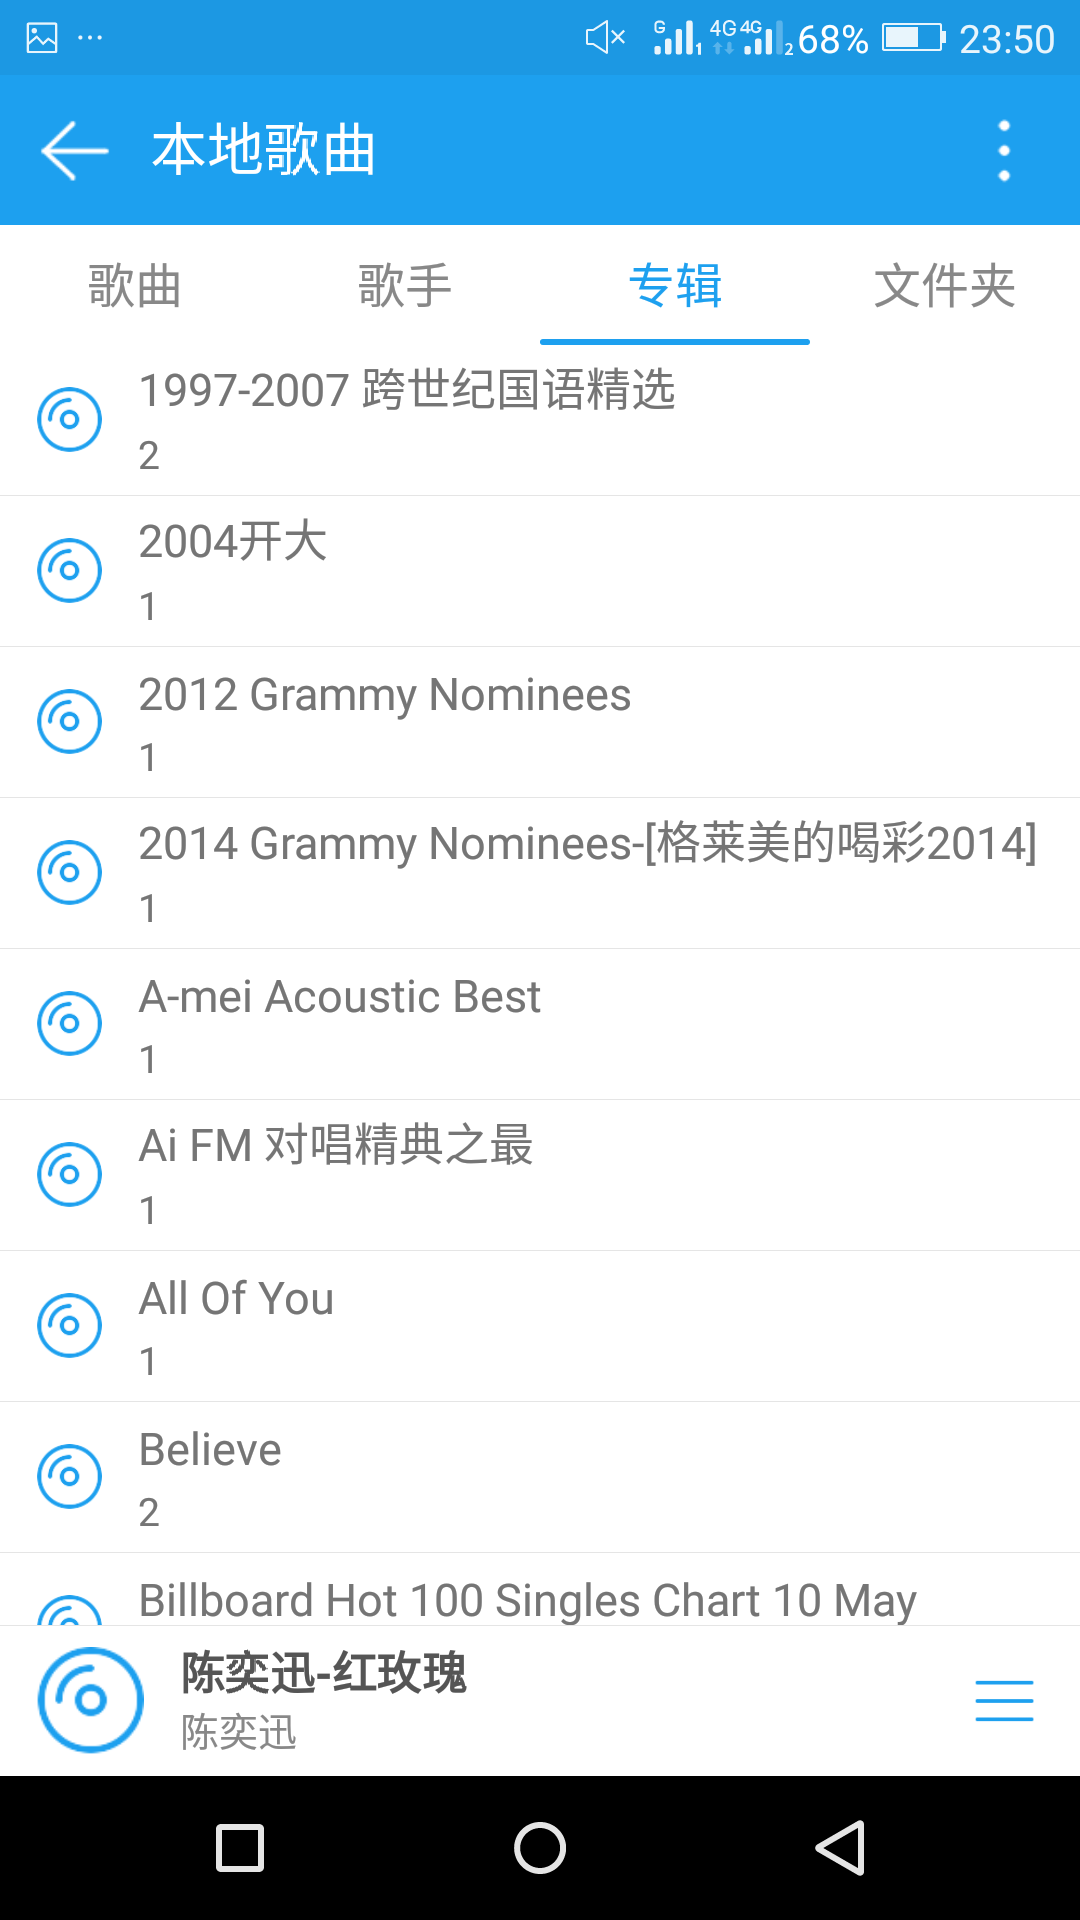 G 1 4G 4G 2 68% 23:50
本地歌曲
歌曲 歌手 专辑 文件夹
1997-2007 跨世纪国语精选
2
2004开大
1
2012 Grammy Nominees
1
2014 Grammy Nominees-[格莱美的喝彩2014]
1
A-mei Acoustic Best
1
Ai FM 对唱精典之最
1
All Of You
1
Believe
2
Billboard Hot 100 Singles Chart 10 May
陈奕迅-红玫瑰
陈奕迅